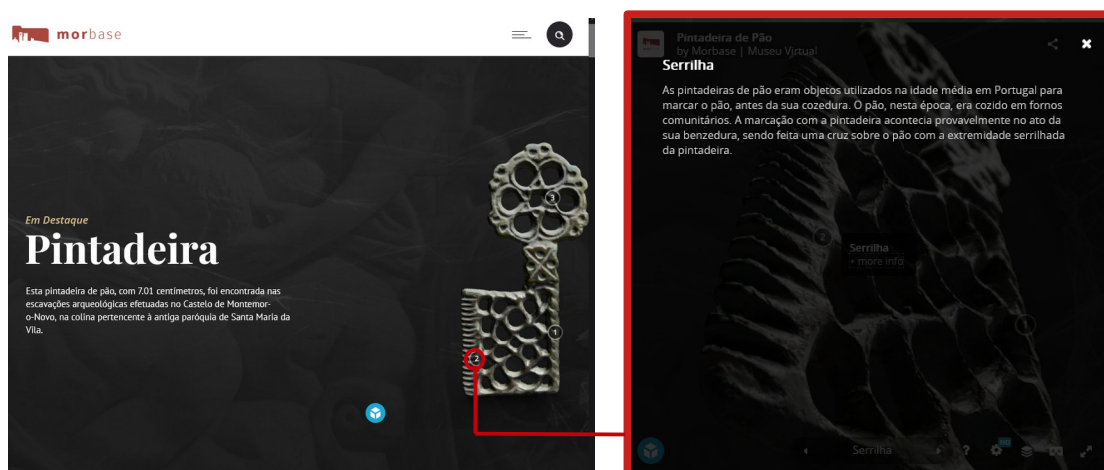 morbase
Em Destaque
Pintadeira
Esta pintadeira de pão, com 7.01 centímetros, foi encontrada nas
escavações arqueológicas efetuadas no Castelo de Montemor-
o-Novo, na colina pertencente à antiga paróquia de Santa Maria da
Vila.
3
1
2
Pintadeira de Pão
by Morbase | Museu Virtual
Serrilha
As pintadeiras de pão eram objetos utilizados na idade média em Portugal para
marcar o pão, antes da sua cozedura. O pão, nesta época, era cozido em fornos
comunitários. A marcação com a pintadeira acontecia provavelmente no ato da
sua benzedura, sendo feita uma cruz sobre o pão com a extremidade serrilhada
da pintadeira.
2
Serrilha
+ more info
1
Serrilha
?
HD